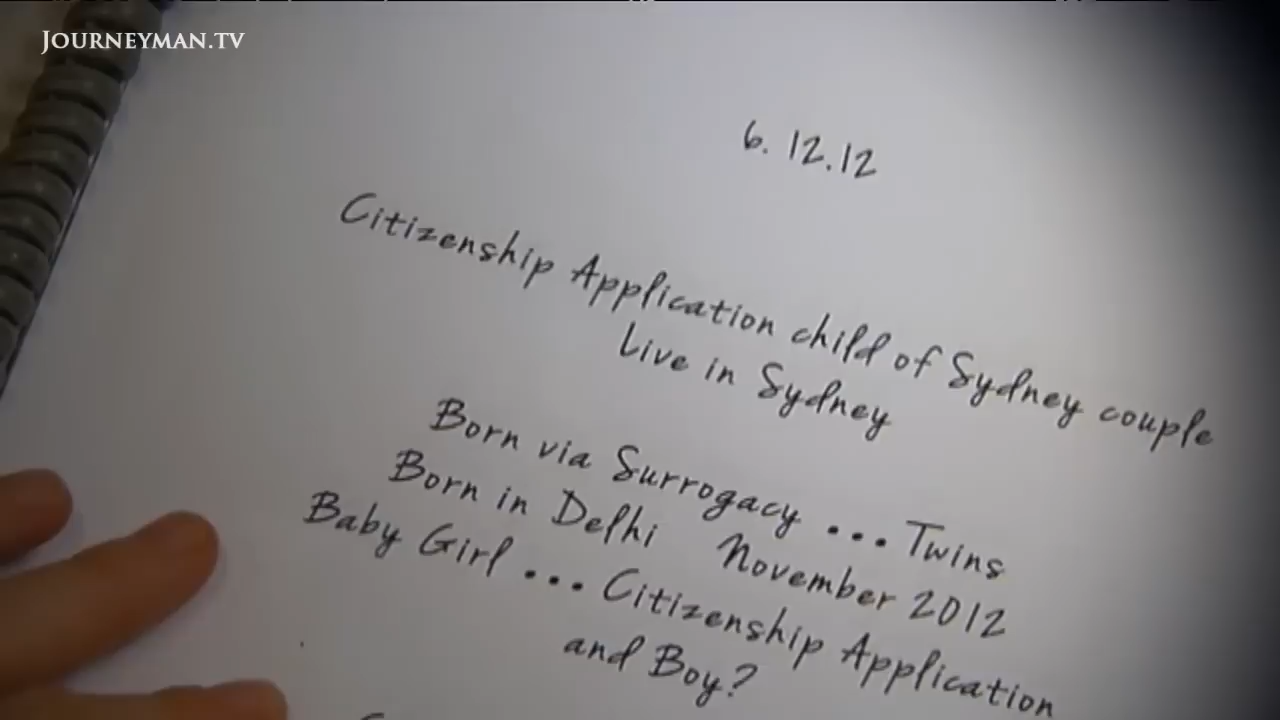 JOURNEYMAN.TV
6.12.12
Citizenship Application child of Sydney couple
Live in Sydney
Born via Surrogacy ... Twins
Born in Delhi November 2012
Baby Girl ... Citizenship Application
and Boy?